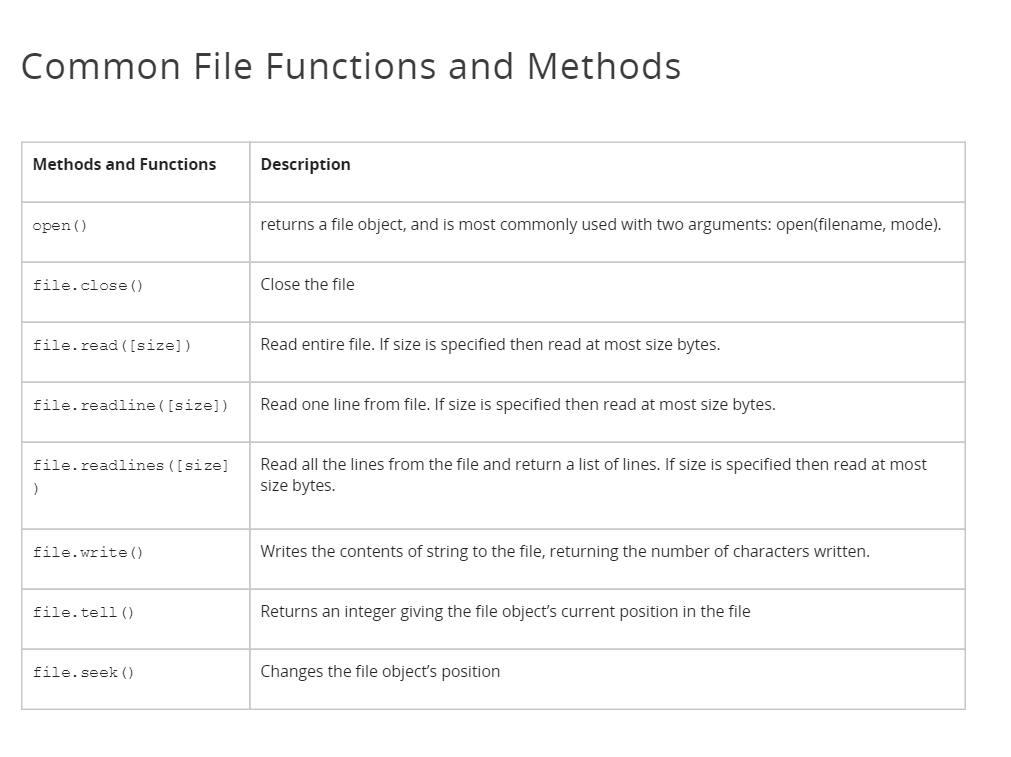 Common File Functions and Methods
Methods and Functions Description
open() returns a file object, and is most commonly used with two arguments: open(filename, mode).
file.close() Close the file
file.read([size]) Read entire file. If size is specified then read at most size bytes.
file.readline([size]) Read one line from file. If size is specified then read at most size bytes.
file.readlines([size] Read all the lines from the file and return a list of lines. If size is specified then read at most
) size bytes.
file.write() Writes the contents of string to the file, returning the number of characters written.
file.tell() Returns an integer giving the file object’s current position in the file
file.seek() Changes the file object’s position